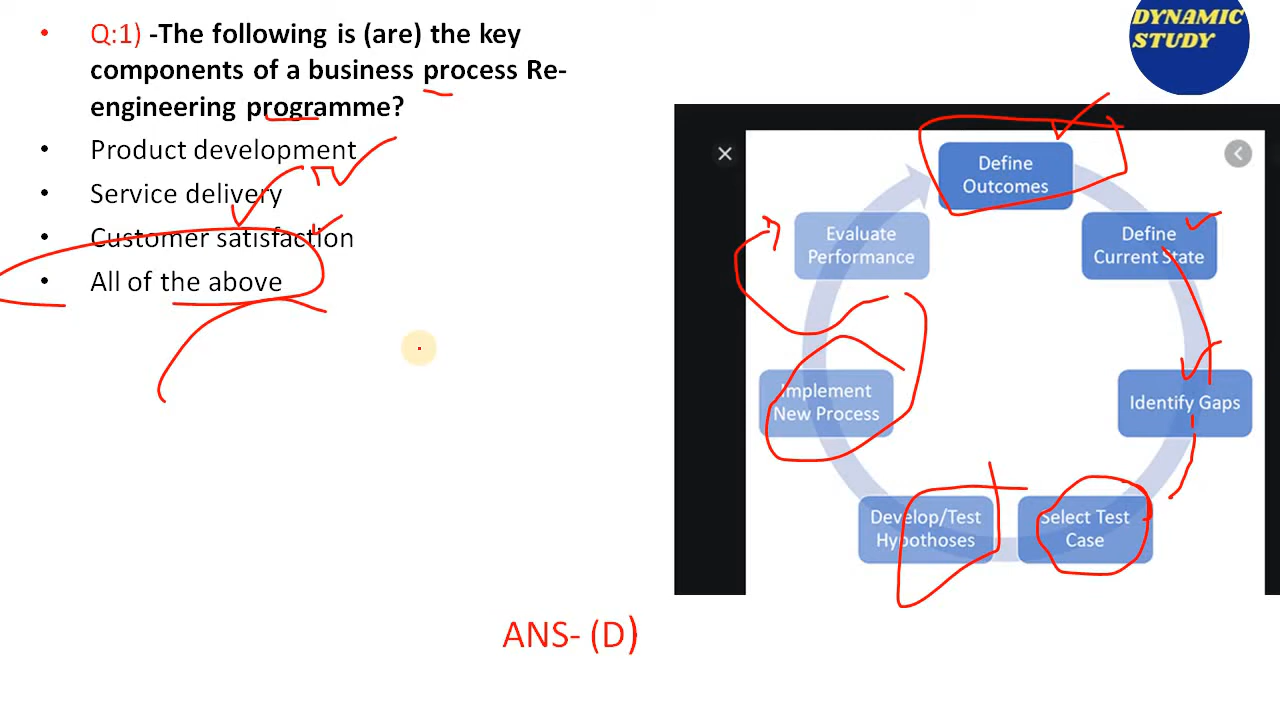 Q:1) -The following is (are) the key
components of a business process Re-
engineering programme?
• Product development
• Service delivery
• Customer satisfaction
• All of the above
DYNAMIC
STUDY
Define
Outcomes
Define
Current State
Identify Gaps
Select Test
Case
Develop/Test
Hypothoses
Implement
New Process
Evaluate
Performance
ANS- (D)